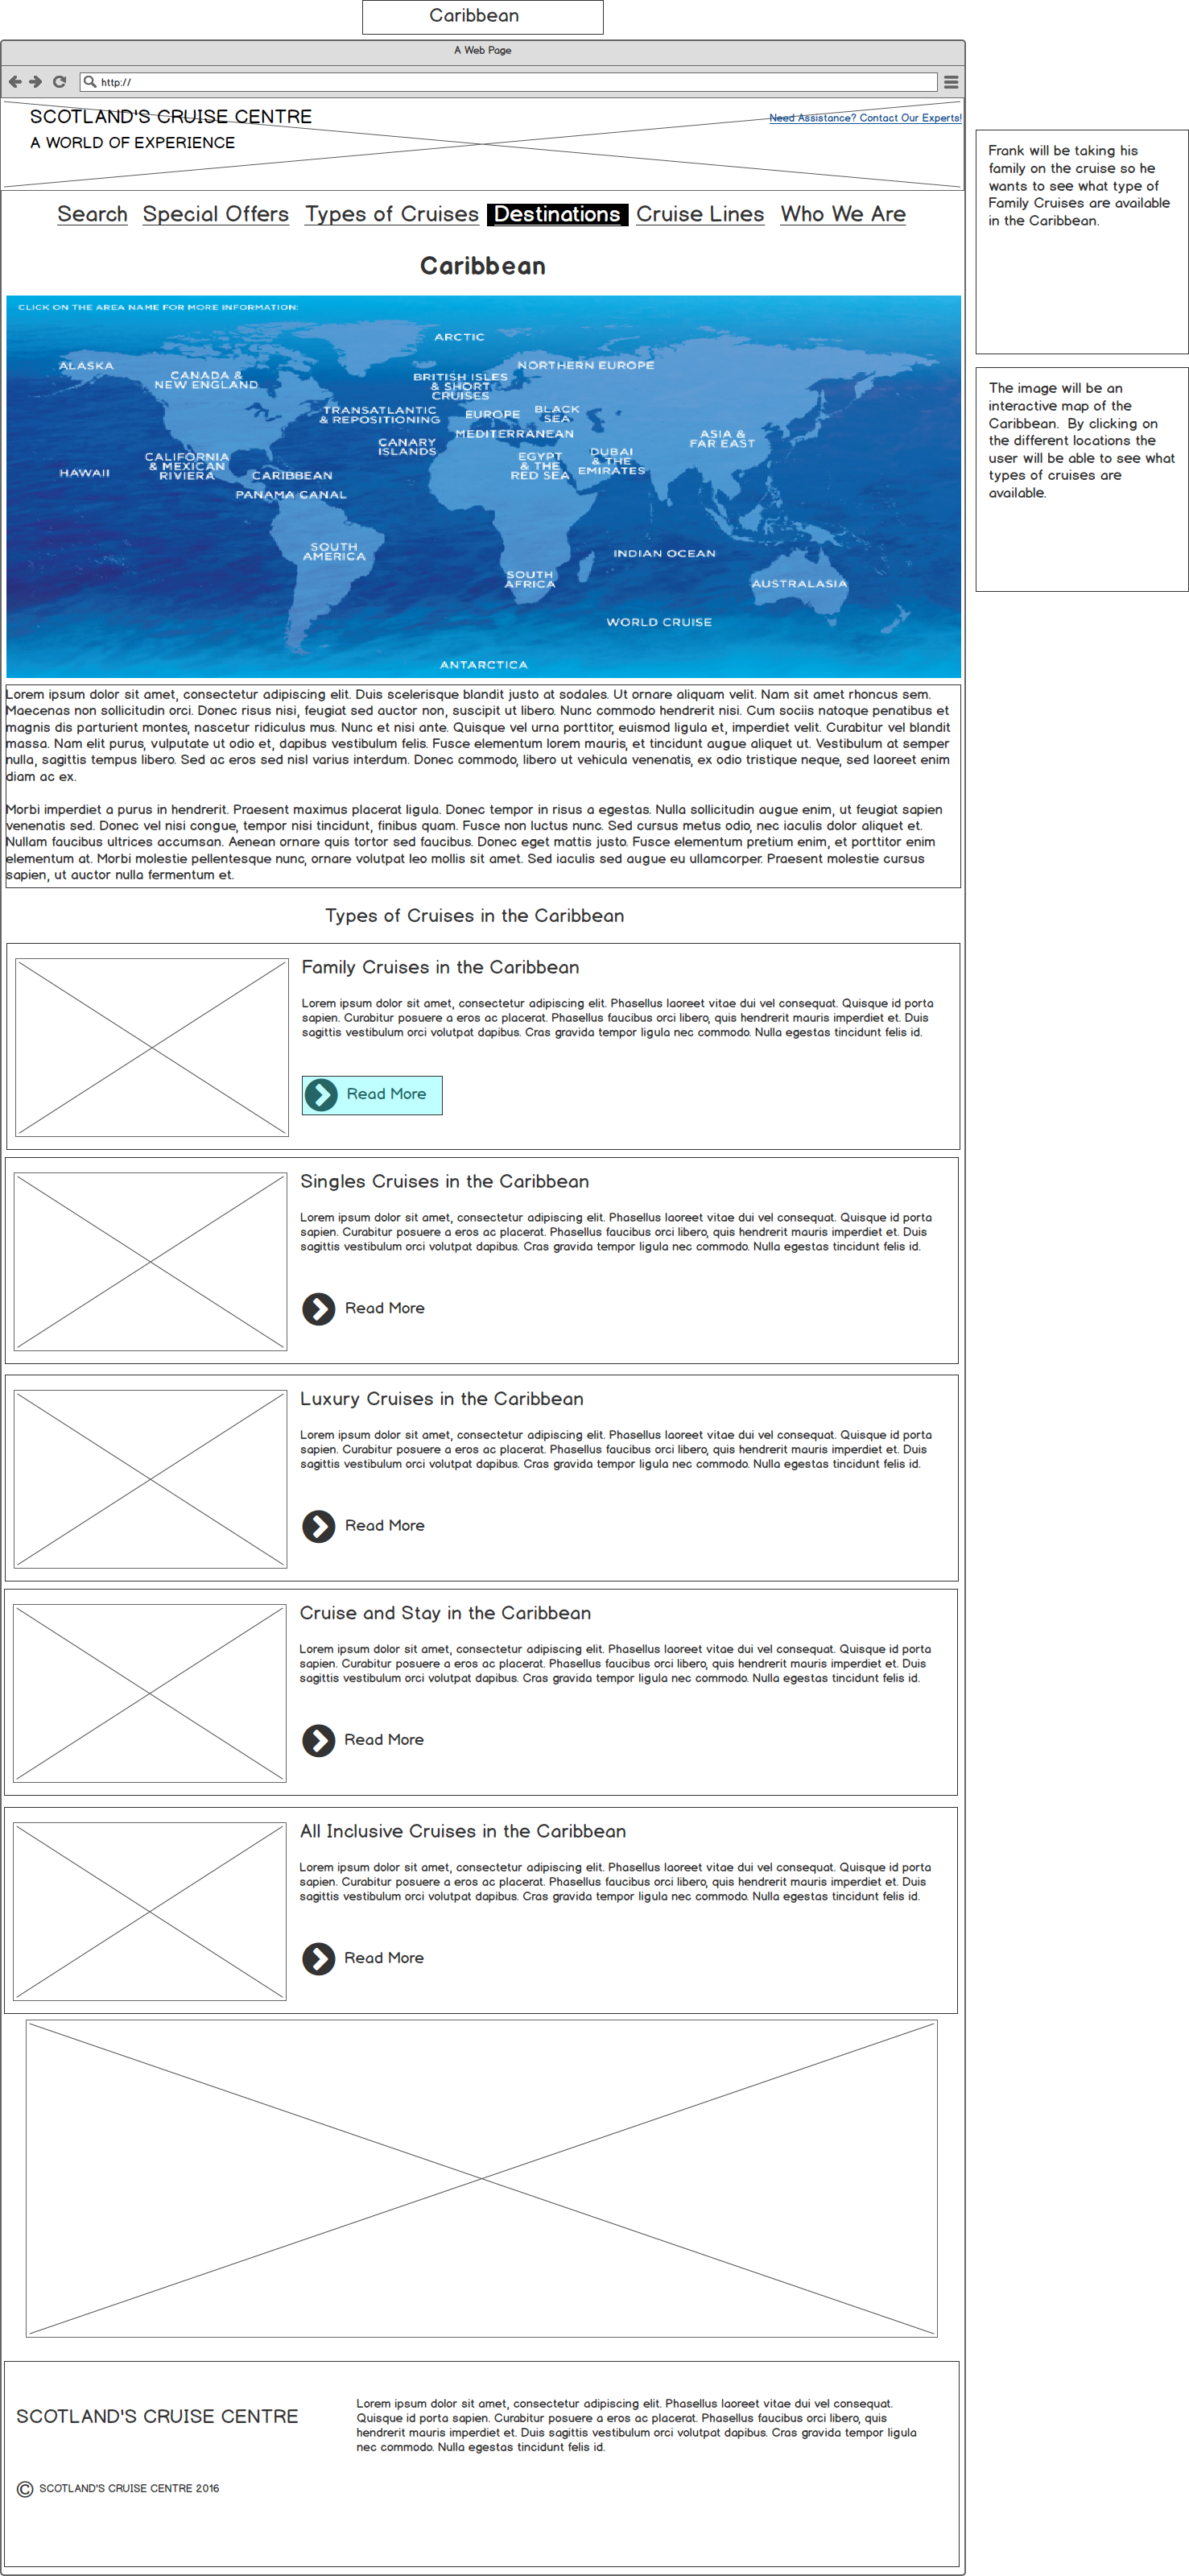 Caribbean
A Web Page
http://
SCOTLAND'S CRUISE CENTRE
Need Assistance? Contact Our Experts!
A WORLD OF EXPERIENCE
Search Special Offers Types of Cruises Destinations Cruise Lines Who We Are
Caribbean
CLICK ON THE AREA NAME FOR MORE INFORMATION:
ARCTIC
ALASKA
NORTHERN EUROPE
CANADA &
NEW ENGLAND
BRITISH ISLES
& SHORT
CRUISES
TRANSATLANTIC
& REPOSITIONING
EUROPE
BLACK
SEA
MEDITERRANEAN
CANARY
ISLANDS
ASIA &
FAR EAST
CALIFORNIA
& MEXICAN
RIVIERA
EGYPT
& THE
RED SEA
DUBAI
& THE
EMIRATES
HAWAII
CARIBBEAN
PANAMA CANAL
SOUTH
AMERICA
INDIAN OCEAN
SOUTH
AFRICA
AUSTRALASIA
WORLD CRUISE
ANTARCTICA
Frank will be taking his
family on the cruise so he
wants to see what type of
Family Cruises are available
in the Caribbean.
The image will be an
interactive map of the
Caribbean. By clicking on
the different locations the
user will be able to see what
types of cruises are
available.
Lorem ipsum dolor sit amet, consectetur adipiscing elit. Duis scelerisque blandit justo at sodales. Ut ornare aliquam velit. Nam sit amet rhoncus sem.
Maecenas non sollicitudin orci. Donec risus nisi, feugiat sed auctor non, suscipit ut libero. Nunc commodo hendrerit nisi. Cum sociis natoque penatibus et
magnis dis parturient montes, nascetur ridiculus mus. Nunc et nisi ante. Quisque vel urna porttitor, euismod ligula et, imperdiet velit. Curabitur vel blandit
massa. Nam elit purus, vulputate ut odio et, dapibus vestibulum felis. Fusce elementum lorem mauris, et tincidunt augue aliquet ut. Vestibulum at semper
nulla, sagittis tempus libero. Sed ac eros sed nisl varius interdum. Donec commodo, libero ut vehicula venenatis, ex odio tristique neque, sed laoreet enim
diam ac ex.
Morbi imperdiet a purus in hendrerit. Praesent maximus placerat ligula. Donec tempor in risus a egestas. Nulla sollicitudin augue enim, ut feugiat sapien
venenatis sed. Donec vel nisi congue, tempor nisi tincidunt, finibus quam. Fusce non luctus nunc. Sed cursus metus odio, nec iaculis dolor aliquet et.
Nullam faucibus ultrices accumsan. Aenean ornare quis tortor sed faucibus. Donec eget mattis justo. Fusce elementum pretium enim, et porttitor enim
elementum at. Morbi molestie pellentesque nunc, ornare volutpat leo mollis sit amet. Sed iaculis sed augue eu ullamcorper. Praesent molestie cursus
sapien, ut auctor nulla fermentum et.
Types of Cruises in the Caribbean
Family Cruises in the Caribbean
Lorem ipsum dolor sit amet, consectetur adipiscing elit. Phasellus laoreet vitae dui vel consequat. Quisque id porta
sapien. Curabitur posuere a eros ac placerat. Phasellus faucibus orci libero, quis hendrerit mauris imperdiet et. Duis
sagittis vestibulum orci volutpat dapibus. Cras gravida tempor ligula nec commodo. Nulla egestas tincidunt felis id.
Read More
Singles Cruises in the Caribbean
Lorem ipsum dolor sit amet, consectetur adipiscing elit. Phasellus laoreet vitae dui vel consequat. Quisque id porta
sapien. Curabitur posuere a eros ac placerat. Phasellus faucibus orci libero, quis hendrerit mauris imperdiet et. Duis
sagittis vestibulum orci volutpat dapibus. Cras gravida tempor ligula nec commodo. Nulla egestas tincidunt felis id.
Read More
Luxury Cruises in the Caribbean
Lorem ipsum dolor sit amet, consectetur adipiscing elit. Phasellus laoreet vitae dui vel consequat. Quisque id porta
sapien. Curabitur posuere a eros ac placerat. Phasellus faucibus orci libero, quis hendrerit mauris imperdiet et. Duis
sagittis vestibulum orci volutpat dapibus. Cras gravida tempor ligula nec commodo. Nulla egestas tincidunt felis id.
Read More
Cruise and Stay in the Caribbean
Lorem ipsum dolor sit amet, consectetur adipiscing elit. Phasellus laoreet vitae dui vel consequat. Quisque id porta
sapien. Curabitur posuere a eros ac placerat. Phasellus faucibus orci libero, quis hendrerit mauris imperdiet et. Duis
sagittis vestibulum orci volutpat dapibus. Cras gravida tempor ligula nec commodo. Nulla egestas tincidunt felis id.
Read More
All Inclusive Cruises in the Caribbean
Lorem ipsum dolor sit amet, consectetur adipiscing elit. Phasellus laoreet vitae dui vel consequat. Quisque id porta
sapien. Curabitur posuere a eros ac placerat. Phasellus faucibus orci libero, quis hendrerit mauris imperdiet et. Duis
sagittis vestibulum orci volutpat dapibus. Cras gravida tempor ligula nec commodo. Nulla egestas tincidunt felis id.
Read More
SCOTLAND'S CRUISE CENTRE
Lorem ipsum dolor sit amet, consectetur adipiscing elit. Phasellus laoreet vitae dui vel consequat.
Quisque id porta sapien. Curabitur posuere a eros ac placerat. Phasellus faucibus orci libero, quis
hendrerit mauris imperdiet et. Duis sagittis vestibulum orci volutpat dapibus. Cras gravida tempor ligula
nec commodo. Nulla egestas tincidunt felis id.
© SCOTLAND'S CRUISE CENTRE 2016